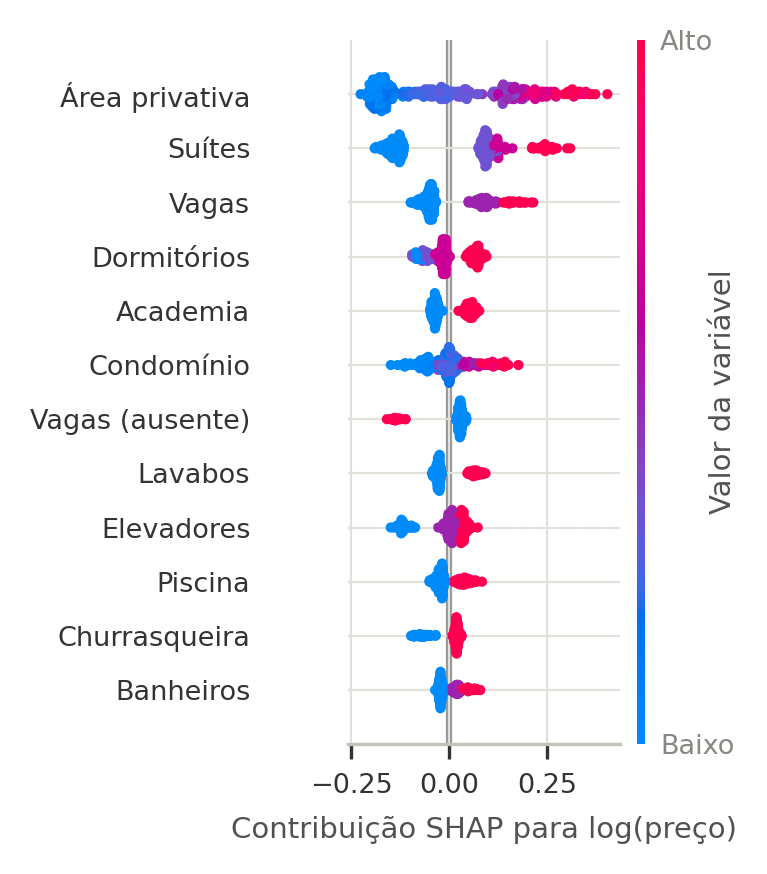 Alto
Área privativa
Suítes
Vagas
Dormitórios
Academia
Condomínio
Vagas (ausente)
Lavabos
Elevadores
Piscina
Churrasqueira
Banheiros
Valor da variável
Baixo
−0.25 0.00 0.25
Contribuição SHAP para log(preço)